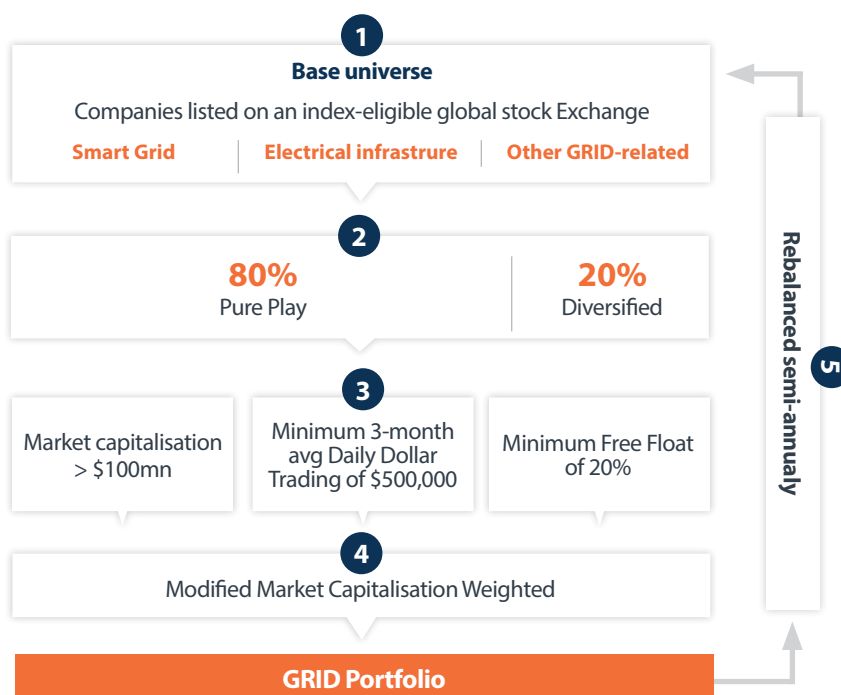 1
Base universe
Companies listed on an index-eligible global stock Exchange
Smart Grid
Electrical infrastrure
Other GRID-related
2
80%
Pure Play
20%
Diversified
3
Market capitalisation
> $100mn
Minimum 3-month
avg Daily Dollar
Trading of $500,000
Minimum Free Float
of 20%
4
Modified Market Capitalisation Weighted
GRID Portfolio
Rebalanced semi-annualy
5